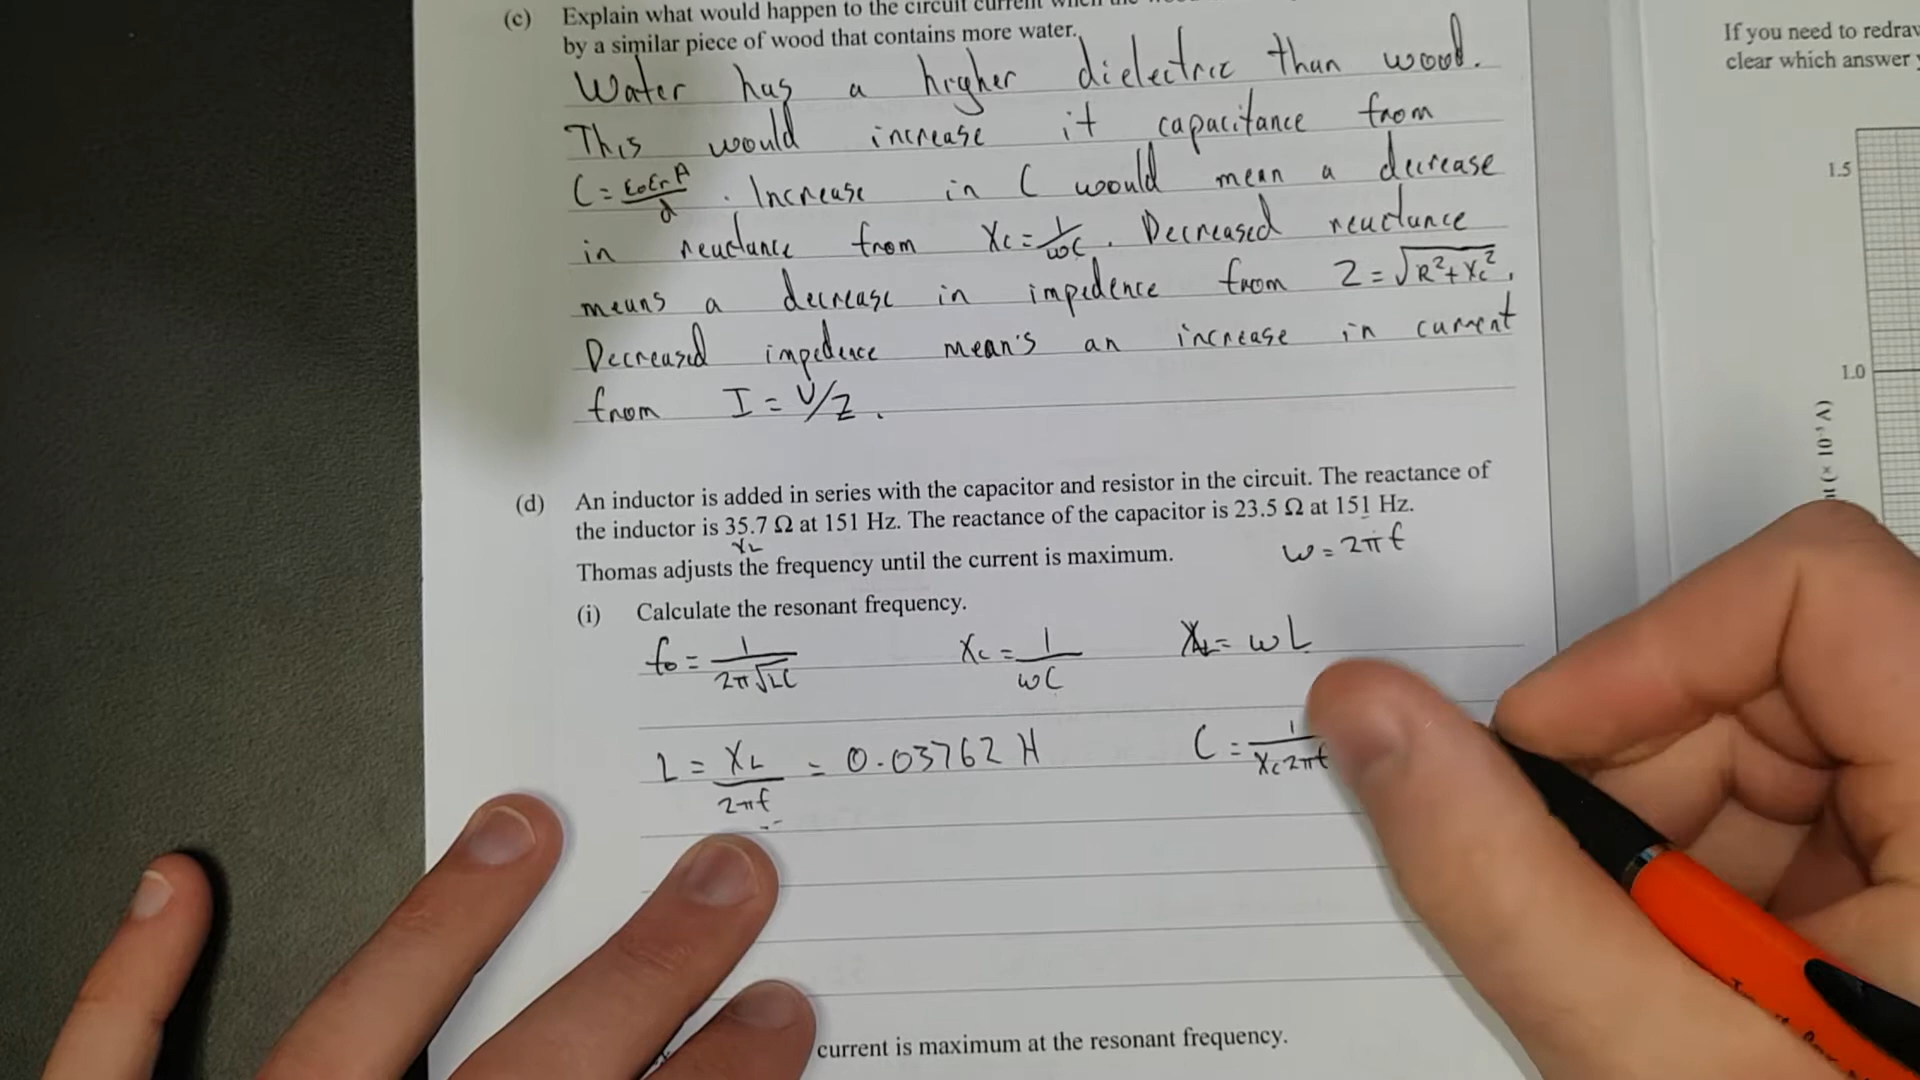 (c) Explain what would happen to the circuit current when the
by a similar piece of wood that contains more water.
Water has a higher dielectric than wood.
This would increase it capacitance from
C = ε0εrA/d . Increase in C would mean a decrease
in reactance from Xc = 1/ωC. Decreased reactance
means a decrease in impedence from Z = √R²+Xc².
Decreased impedence mean's an increase in current
from I = V/Z.
(d) An inductor is added in series with the capacitor and resistor in the circuit. The reactance of
the inductor is 35.7 Ω at 151 Hz. The reactance of the capacitor is 23.5 Ω at 151 Hz.
XL
Thomas adjusts the frequency until the current is maximum.
ω = 2πf
(i) Calculate the resonant frequency.
f0 = 1/2π√LC Xc = 1/ωC XL = ωL
L = XL/2πf = 0.03762 H C = 1/Xc2πf
current is maximum at the resonant frequency.
If you need to redraw
clear which answer
1.5
1.0